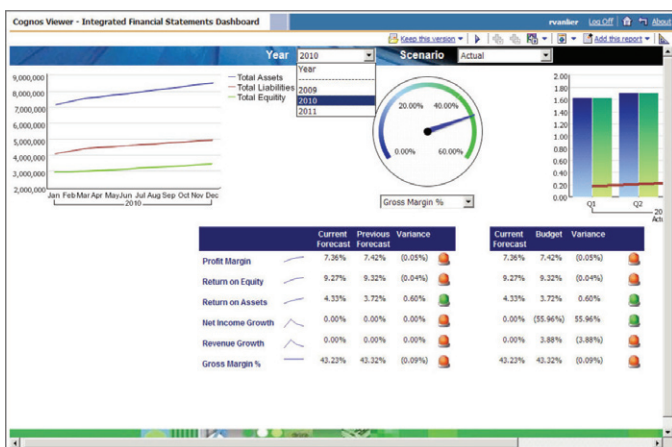 Cognos Viewer - Integrated Financial Statements Dashboard
rvanlier Log Off About
Keep this version Add this report
Year 2010 Scenario Actual
Year
2009
2010
2011
9,000,000
8,000,000
7,000,000
6,000,000
5,000,000
4,000,000
3,000,000
2,000,000
Total Assets
Total Liabilities
Total Equity
Jan Feb Mar Apr May Jun Jul Aug Sep Oct Nov Dec
2010
20.00% 40.00%
0.00% 60.00%
Gross Margin %
2.00
1.80
1.60
1.40
1.20
1.00
0.80
0.60
0.40
0.20
0.00
Q1 Q2
20
Act
Current Forecast Previous Forecast Variance Current Forecast Budget Variance
Profit Margin 7.36% 7.42% (0.05%) 7.36% 7.42% (0.05%)
Return on Equity 9.27% 9.32% (0.04%) 9.27% 9.32% (0.04%)
Return on Assets 4.33% 3.72% 0.60% 4.33% 3.72% 0.60%
Net Income Growth 0.00% 0.00% 0.00% 0.00% (55.96%) 55.96%
Revenue Growth 0.00% 0.00% 0.00% 0.00% 3.88% (3.88%)
Gross Margin % 43.23% 43.32% (0.09%) 43.23% 43.32% (0.09%)